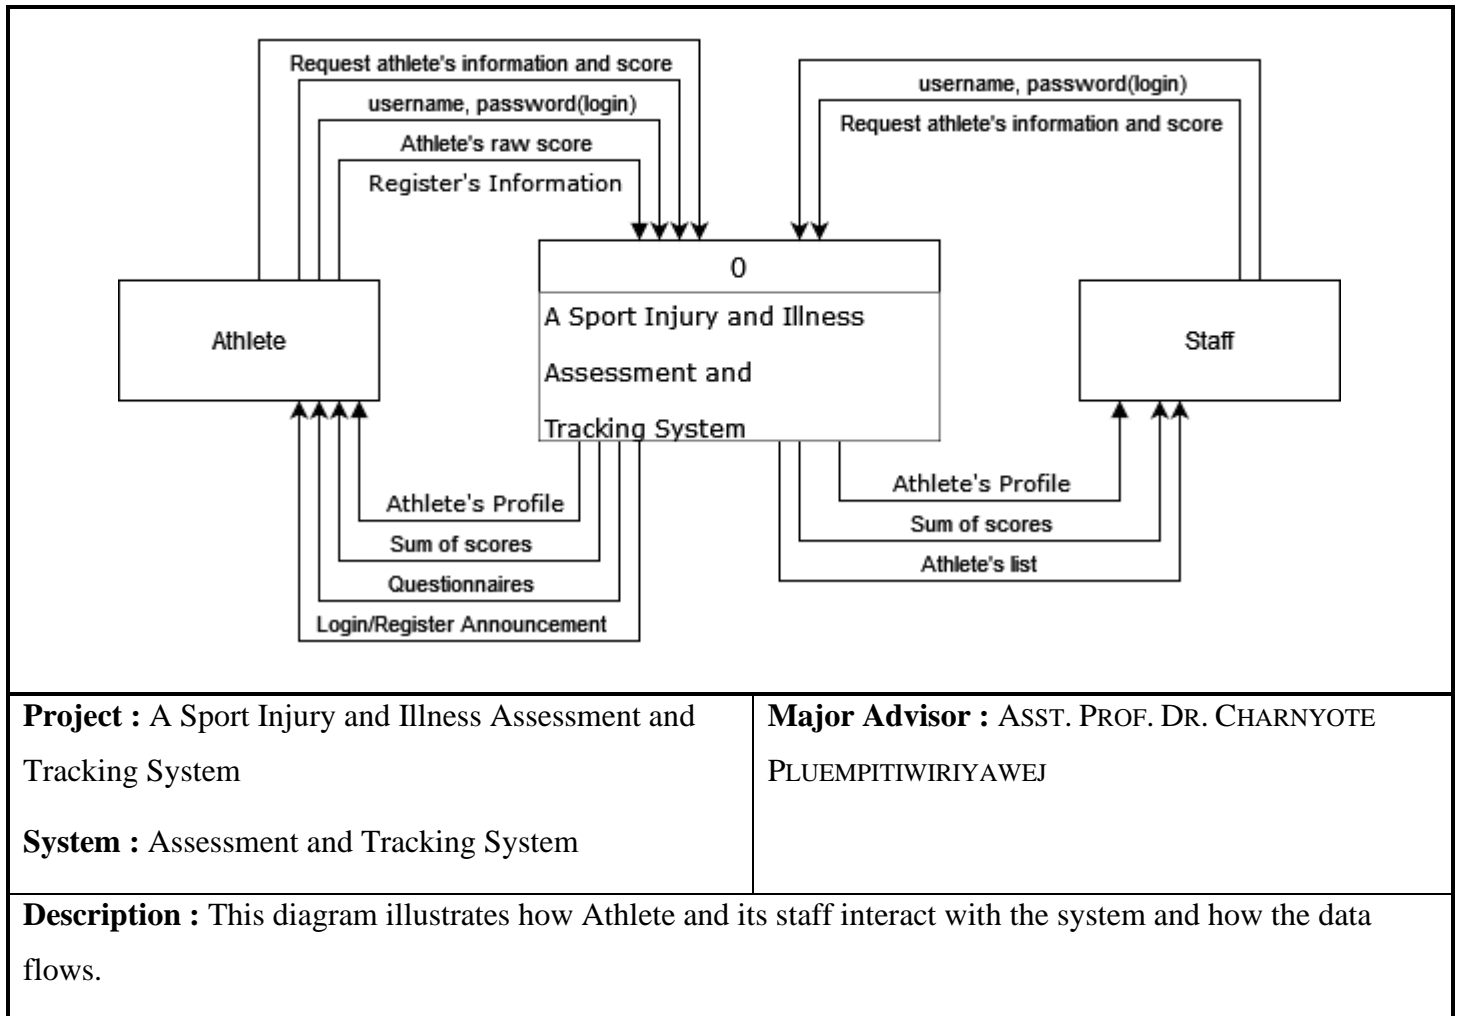 Request athlete's information and score
username, password(login)
Athlete's raw score
Register's Information
username, password(login)
Request athlete's information and score
0
A Sport Injury and Illness
Assessment and
Tracking System
Athlete
Staff
Athlete's Profile
Sum of scores
Questionnaires
Login/Register Announcement
Athlete's Profile
Sum of scores
Athlete's list
Project : A Sport Injury and Illness Assessment and
Tracking System
System : Assessment and Tracking System
Major Advisor : ASST. PROF. DR. CHARNYOTE
PLUEMPITIWIRIYAWEJ
Description : This diagram illustrates how Athlete and its staff interact with the system and how the data
flows.